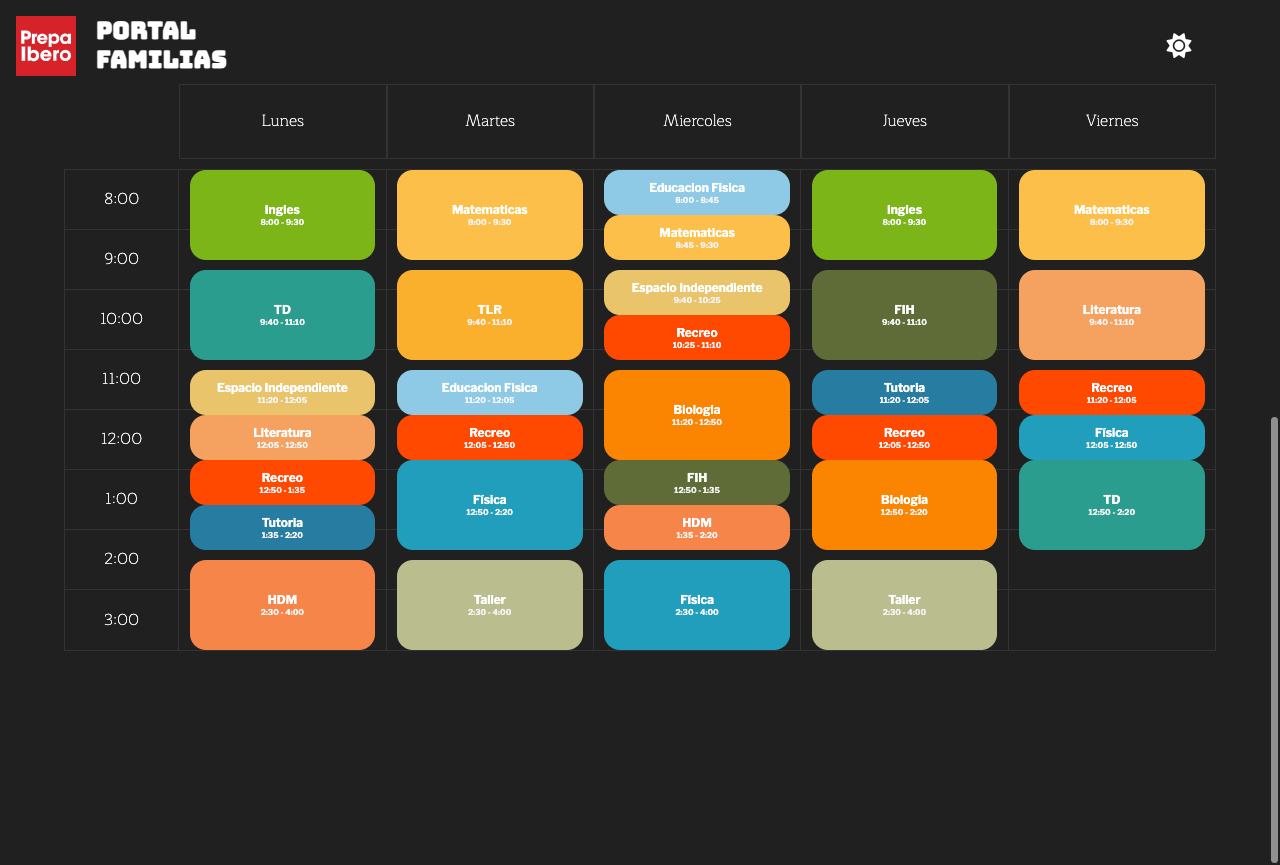 Prepa
Ibero
PORTAL
FAMILIAS
Lunes
Martes
Miercoles
Jueves
Viernes
8:00
9:00
10:00
11:00
12:00
1:00
2:00
3:00
Ingles
8:00 - 9:30
TD
9:40 - 11:10
Espacio Independiente
11:20 - 12:05
Literatura
12:05 - 12:50
Recreo
12:50 - 1:35
Tutoria
1:35 - 2:20
HDM
2:30 - 4:00
Matematicas
8:00 - 9:30
TLR
9:40 - 11:10
Educacion Fisica
11:20 - 12:05
Recreo
12:05 - 12:50
Física
12:50 - 2:20
Taller
2:30 - 4:00
Educacion Fisica
8:00 - 8:45
Matematicas
8:45 - 9:30
Espacio Independiente
9:40 - 10:25
Recreo
10:25 - 11:10
Biologia
11:20 - 12:50
FIH
12:50 - 1:35
HDM
1:35 - 2:20
Física
2:30 - 4:00
Ingles
8:00 - 9:30
FIH
9:40 - 11:10
Tutoria
11:20 - 12:05
Recreo
12:05 - 12:50
Biologia
12:50 - 2:20
Taller
2:30 - 4:00
Matematicas
8:00 - 9:30
Literatura
9:40 - 11:10
Recreo
11:20 - 12:05
Física
12:05 - 12:50
TD
12:50 - 2:20